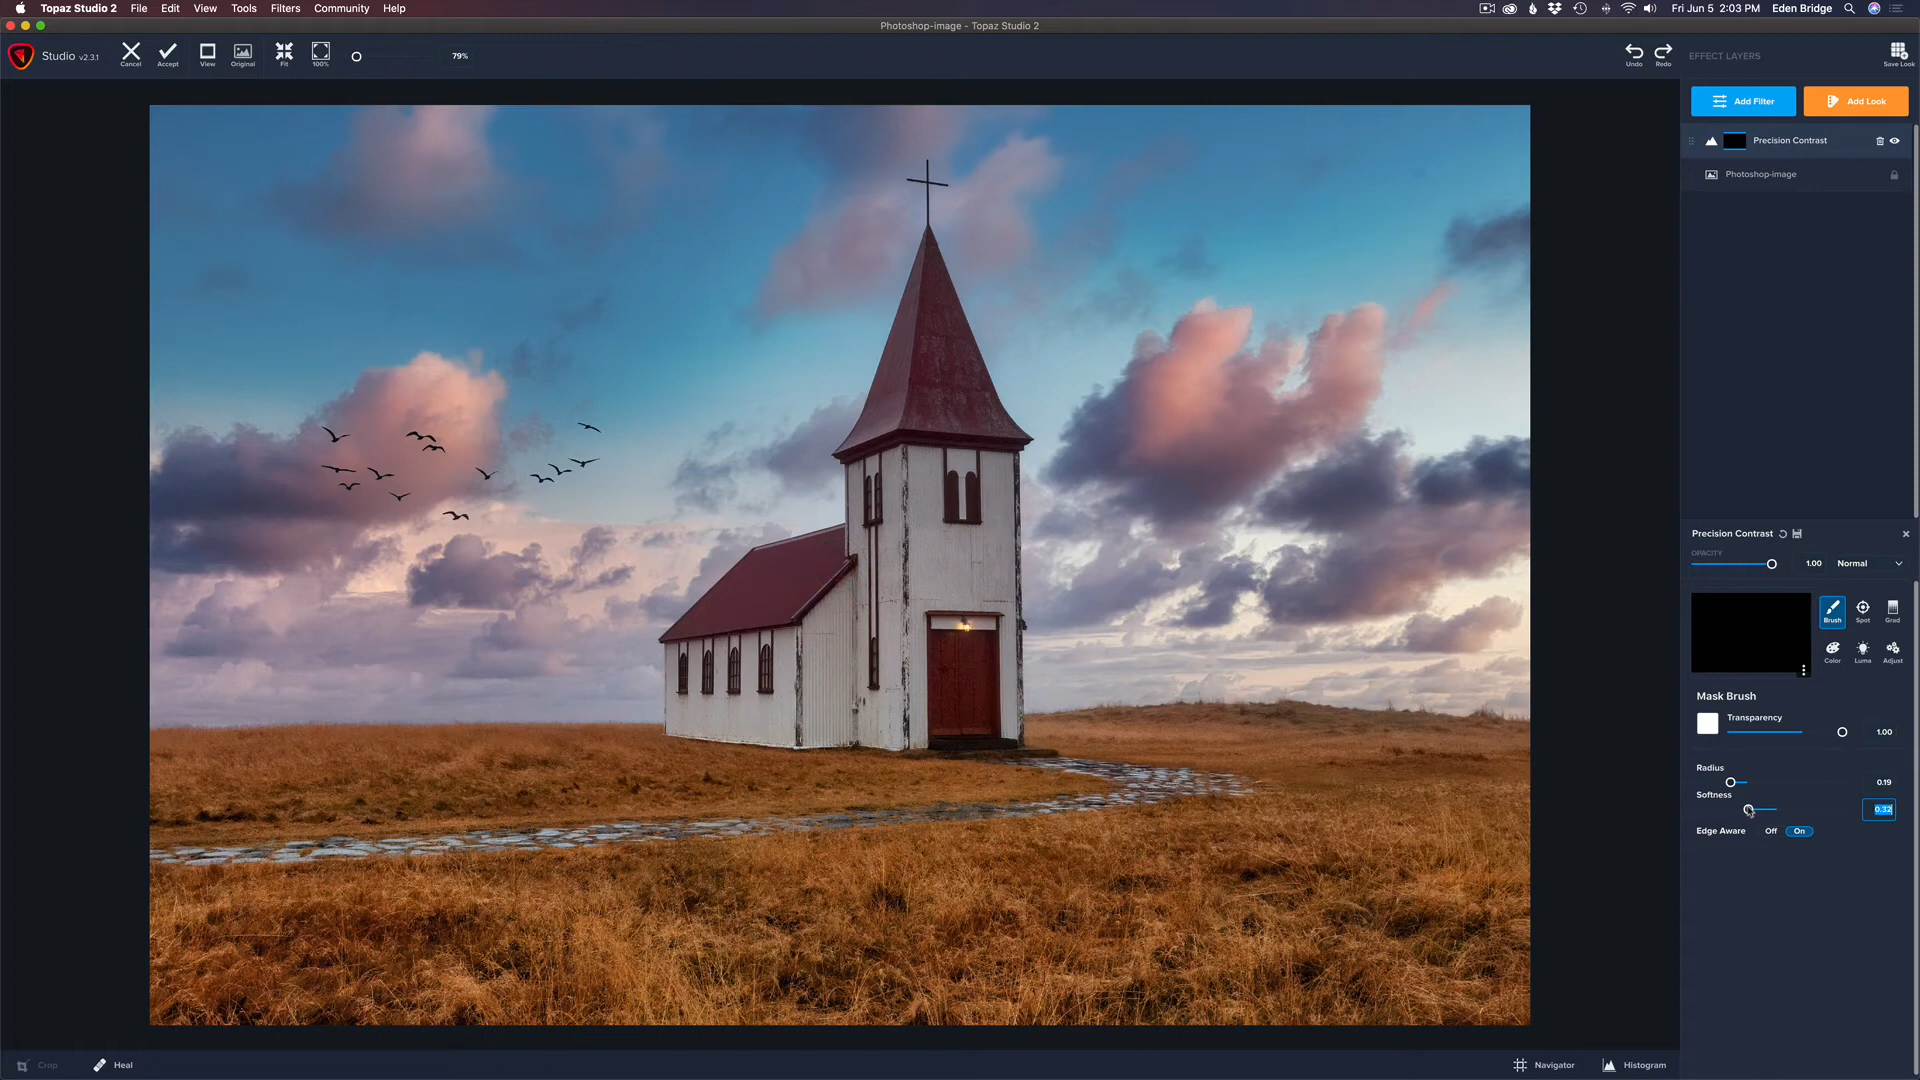 Topaz Studio 2 File Edit View Tools Filters Community Help Fri Jun 5 2:03 PM Eden Bridge
Photoshop-image - Topaz Studio 2
Studio v2.3.1 Cancel Accept View Original Fit 100% 79% Undo Redo EFFECT LAYERS Save Look
Add Filter Add Look
Precision Contrast
Photoshop-image
Precision Contrast
OPACITY
1.00 Normal
Brush Spot Grad
Color Luma Adjust
Mask Brush
Transparency
1.00
Radius
0.19
Softness
0.32
Edge Aware Off On
Crop Heal Navigator Histogram